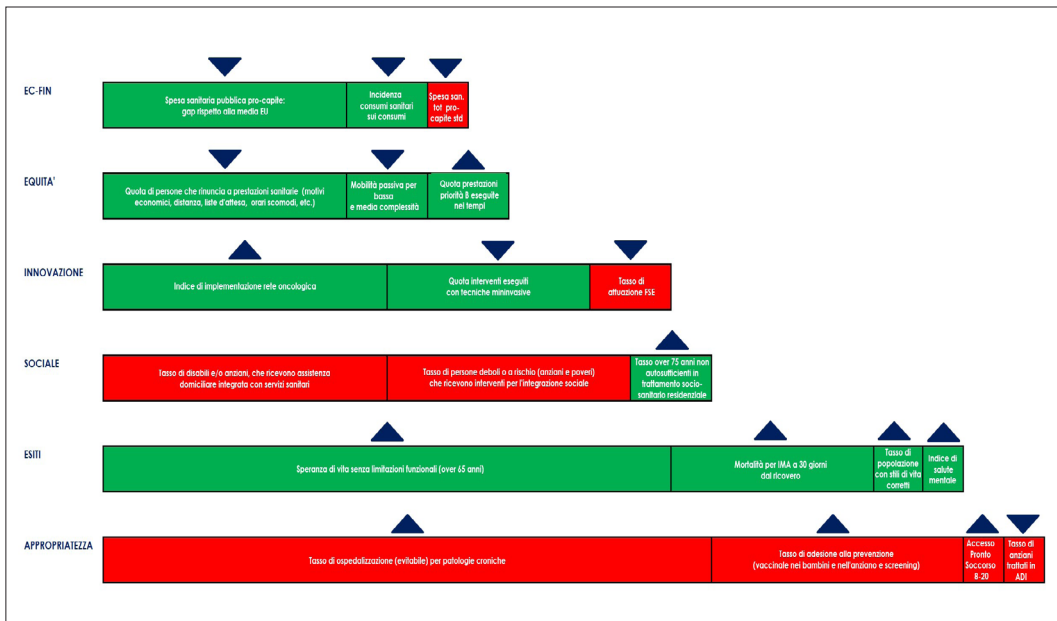 EC-FIN
Spesa sanitaria pubblica pro-capite:
gap rispetto alla media EU
Incidenza
consumi sanitari
sui consumi
Spesa san.
tot pro-
capite std
EQUITA'
Quota di persone che rinuncia a prestazioni sanitarie (motivi
economici, distanza, liste d'attesa, orari scomodi, etc.)
Mobilità passiva per
bassa
e media complessità
Quota prestazioni
priorità B eseguite
nei tempi
INNOVAZIONE
Indice di implementazione rete oncologica
Quota interventi eseguiti
con tecniche mininvasive
Tasso di
attuazione FSE
SOCIALE
Tasso di disabili e/o anziani, che ricevono assistenza
domiciliare integrata con servizi sanitari
Tasso di persone deboli o a rischio (anziani e poveri)
che ricevono interventi per l'integrazione sociale
Tasso over 75 anni non
autosufficienti in
trattamento socio-
sanitario residenziale
ESITI
Speranza di vita senza limitazioni funzionali (over 65 anni)
Mortalità per IMA a 30 giorni
dal ricovero
Tasso di
popolazione
con stili di vita
corretti
Indice di
salute
mentale
APPROPRIATEZZA
Tasso di ospedalizzazione (evitabile) per patologie croniche
Tasso di adesione alla prevenzione
(vaccinale nei bambini e nell'anziano e screening)
Accesso
Pronto
Soccorso
8-20
Tasso di
anziani
trattati in
ADI